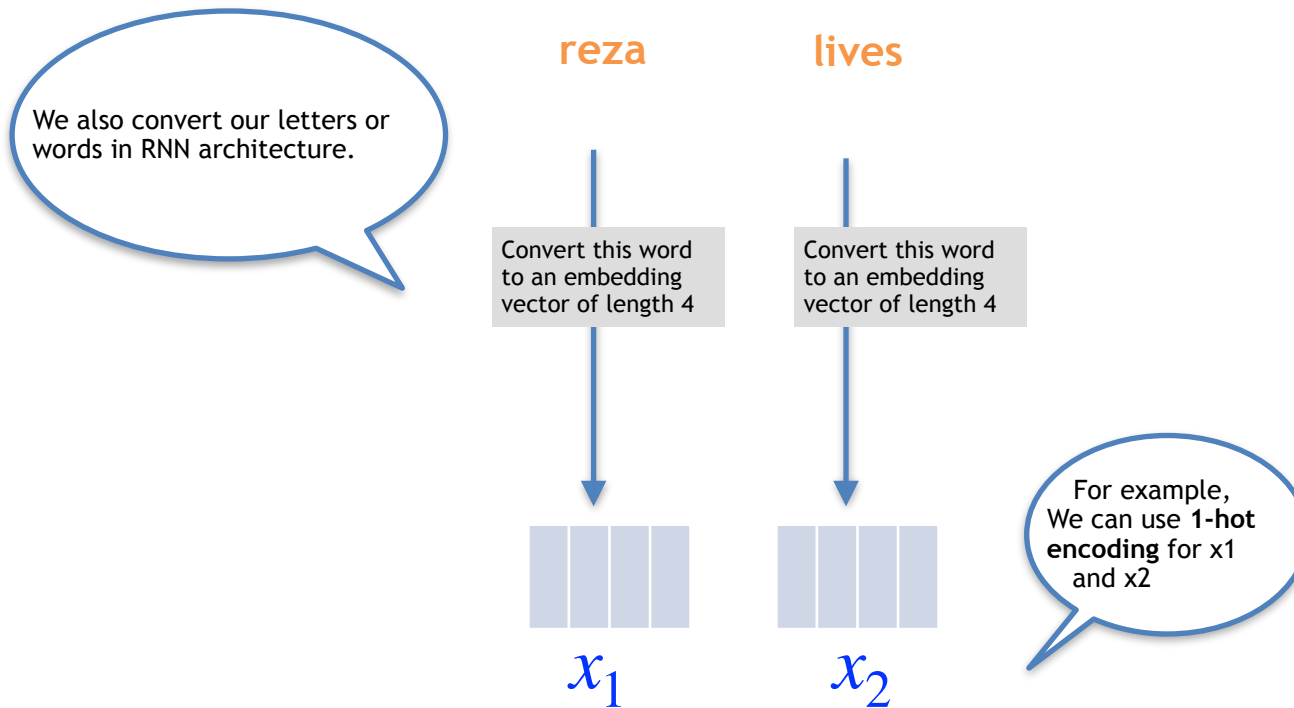 reza
lives
We also convert our letters or
words in RNN architecture.
Convert this word
to an embedding
vector of length 4
Convert this word
to an embedding
vector of length 4
For example,
We can use 1-hot
encoding for x1
and x2
x₁
x₂